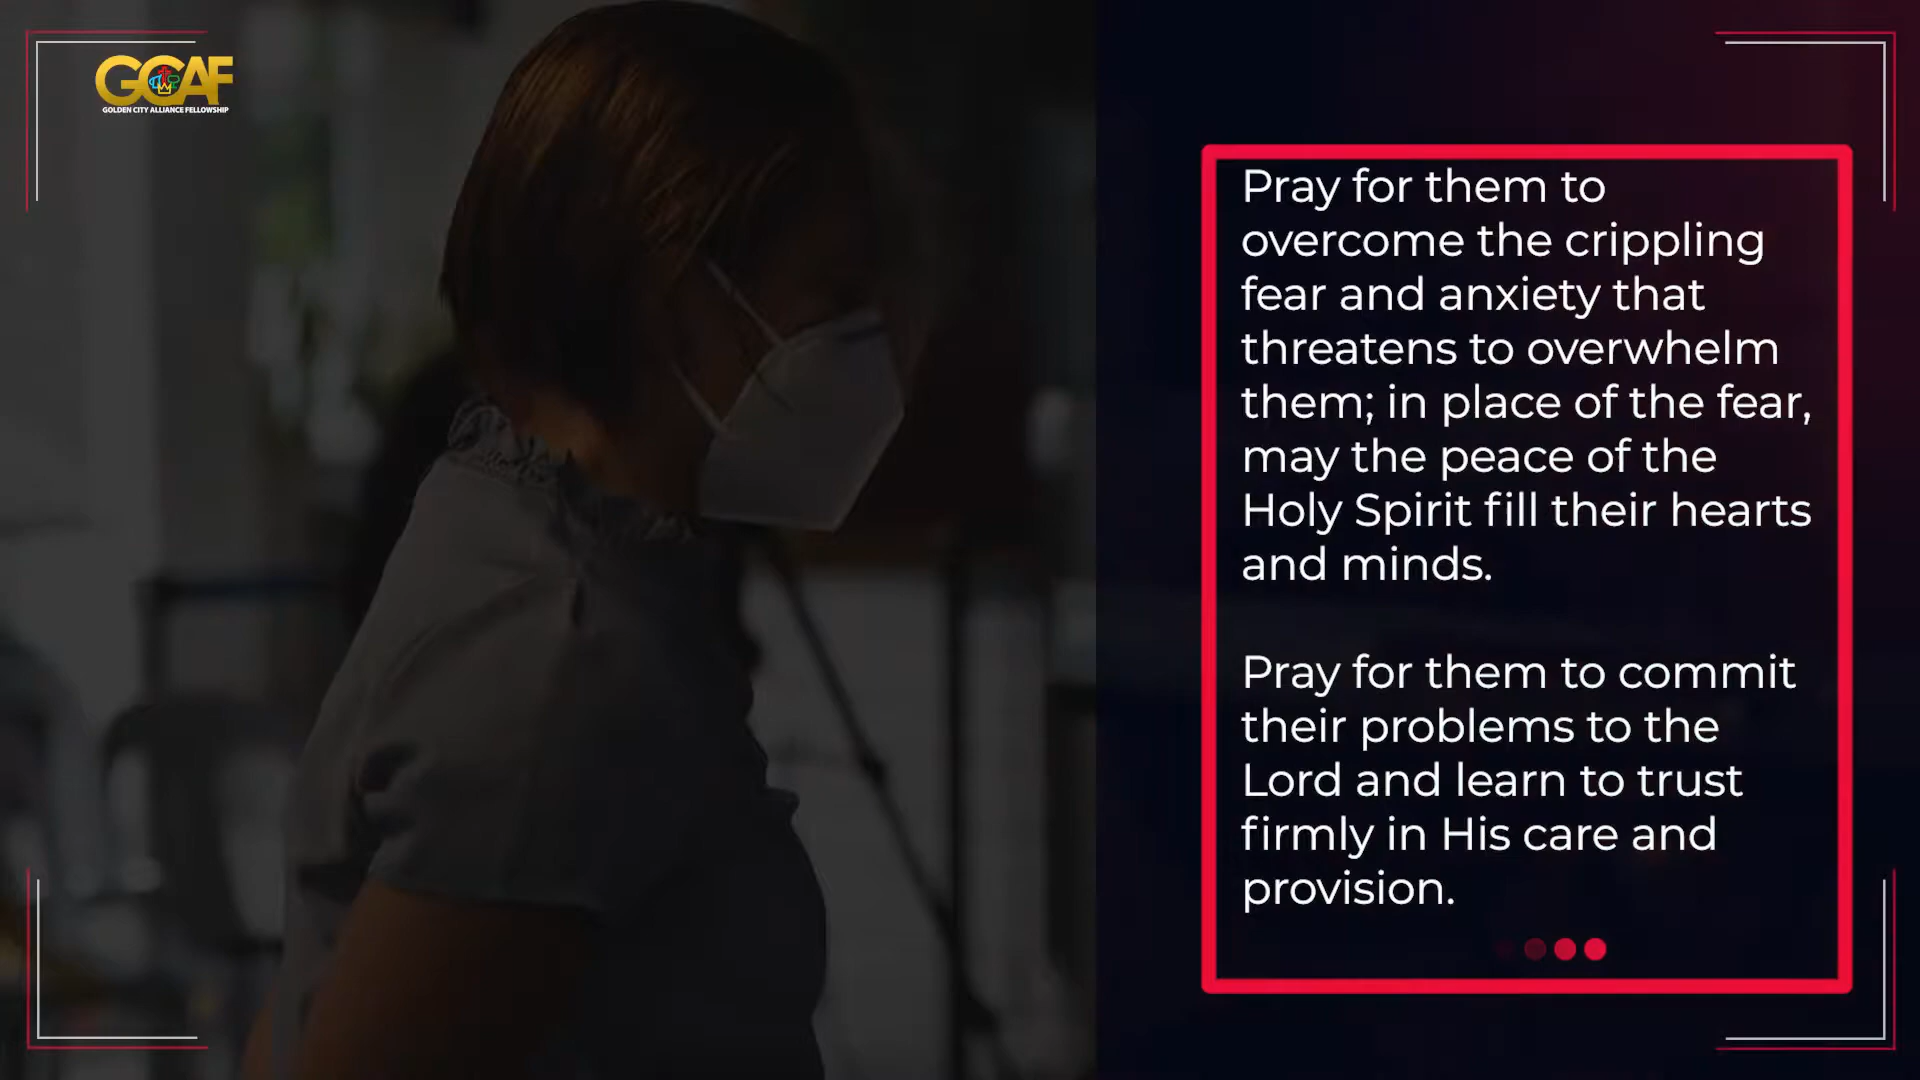 GCAF
GOLDEN CITY ALLIANCE FELLOWSHIP
Pray for them to
overcome the crippling
fear and anxiety that
threatens to overwhelm
them; in place of the fear,
may the peace of the
Holy Spirit fill their hearts
and minds.
Pray for them to commit
their problems to the
Lord and learn to trust
firmly in His care and
provision.